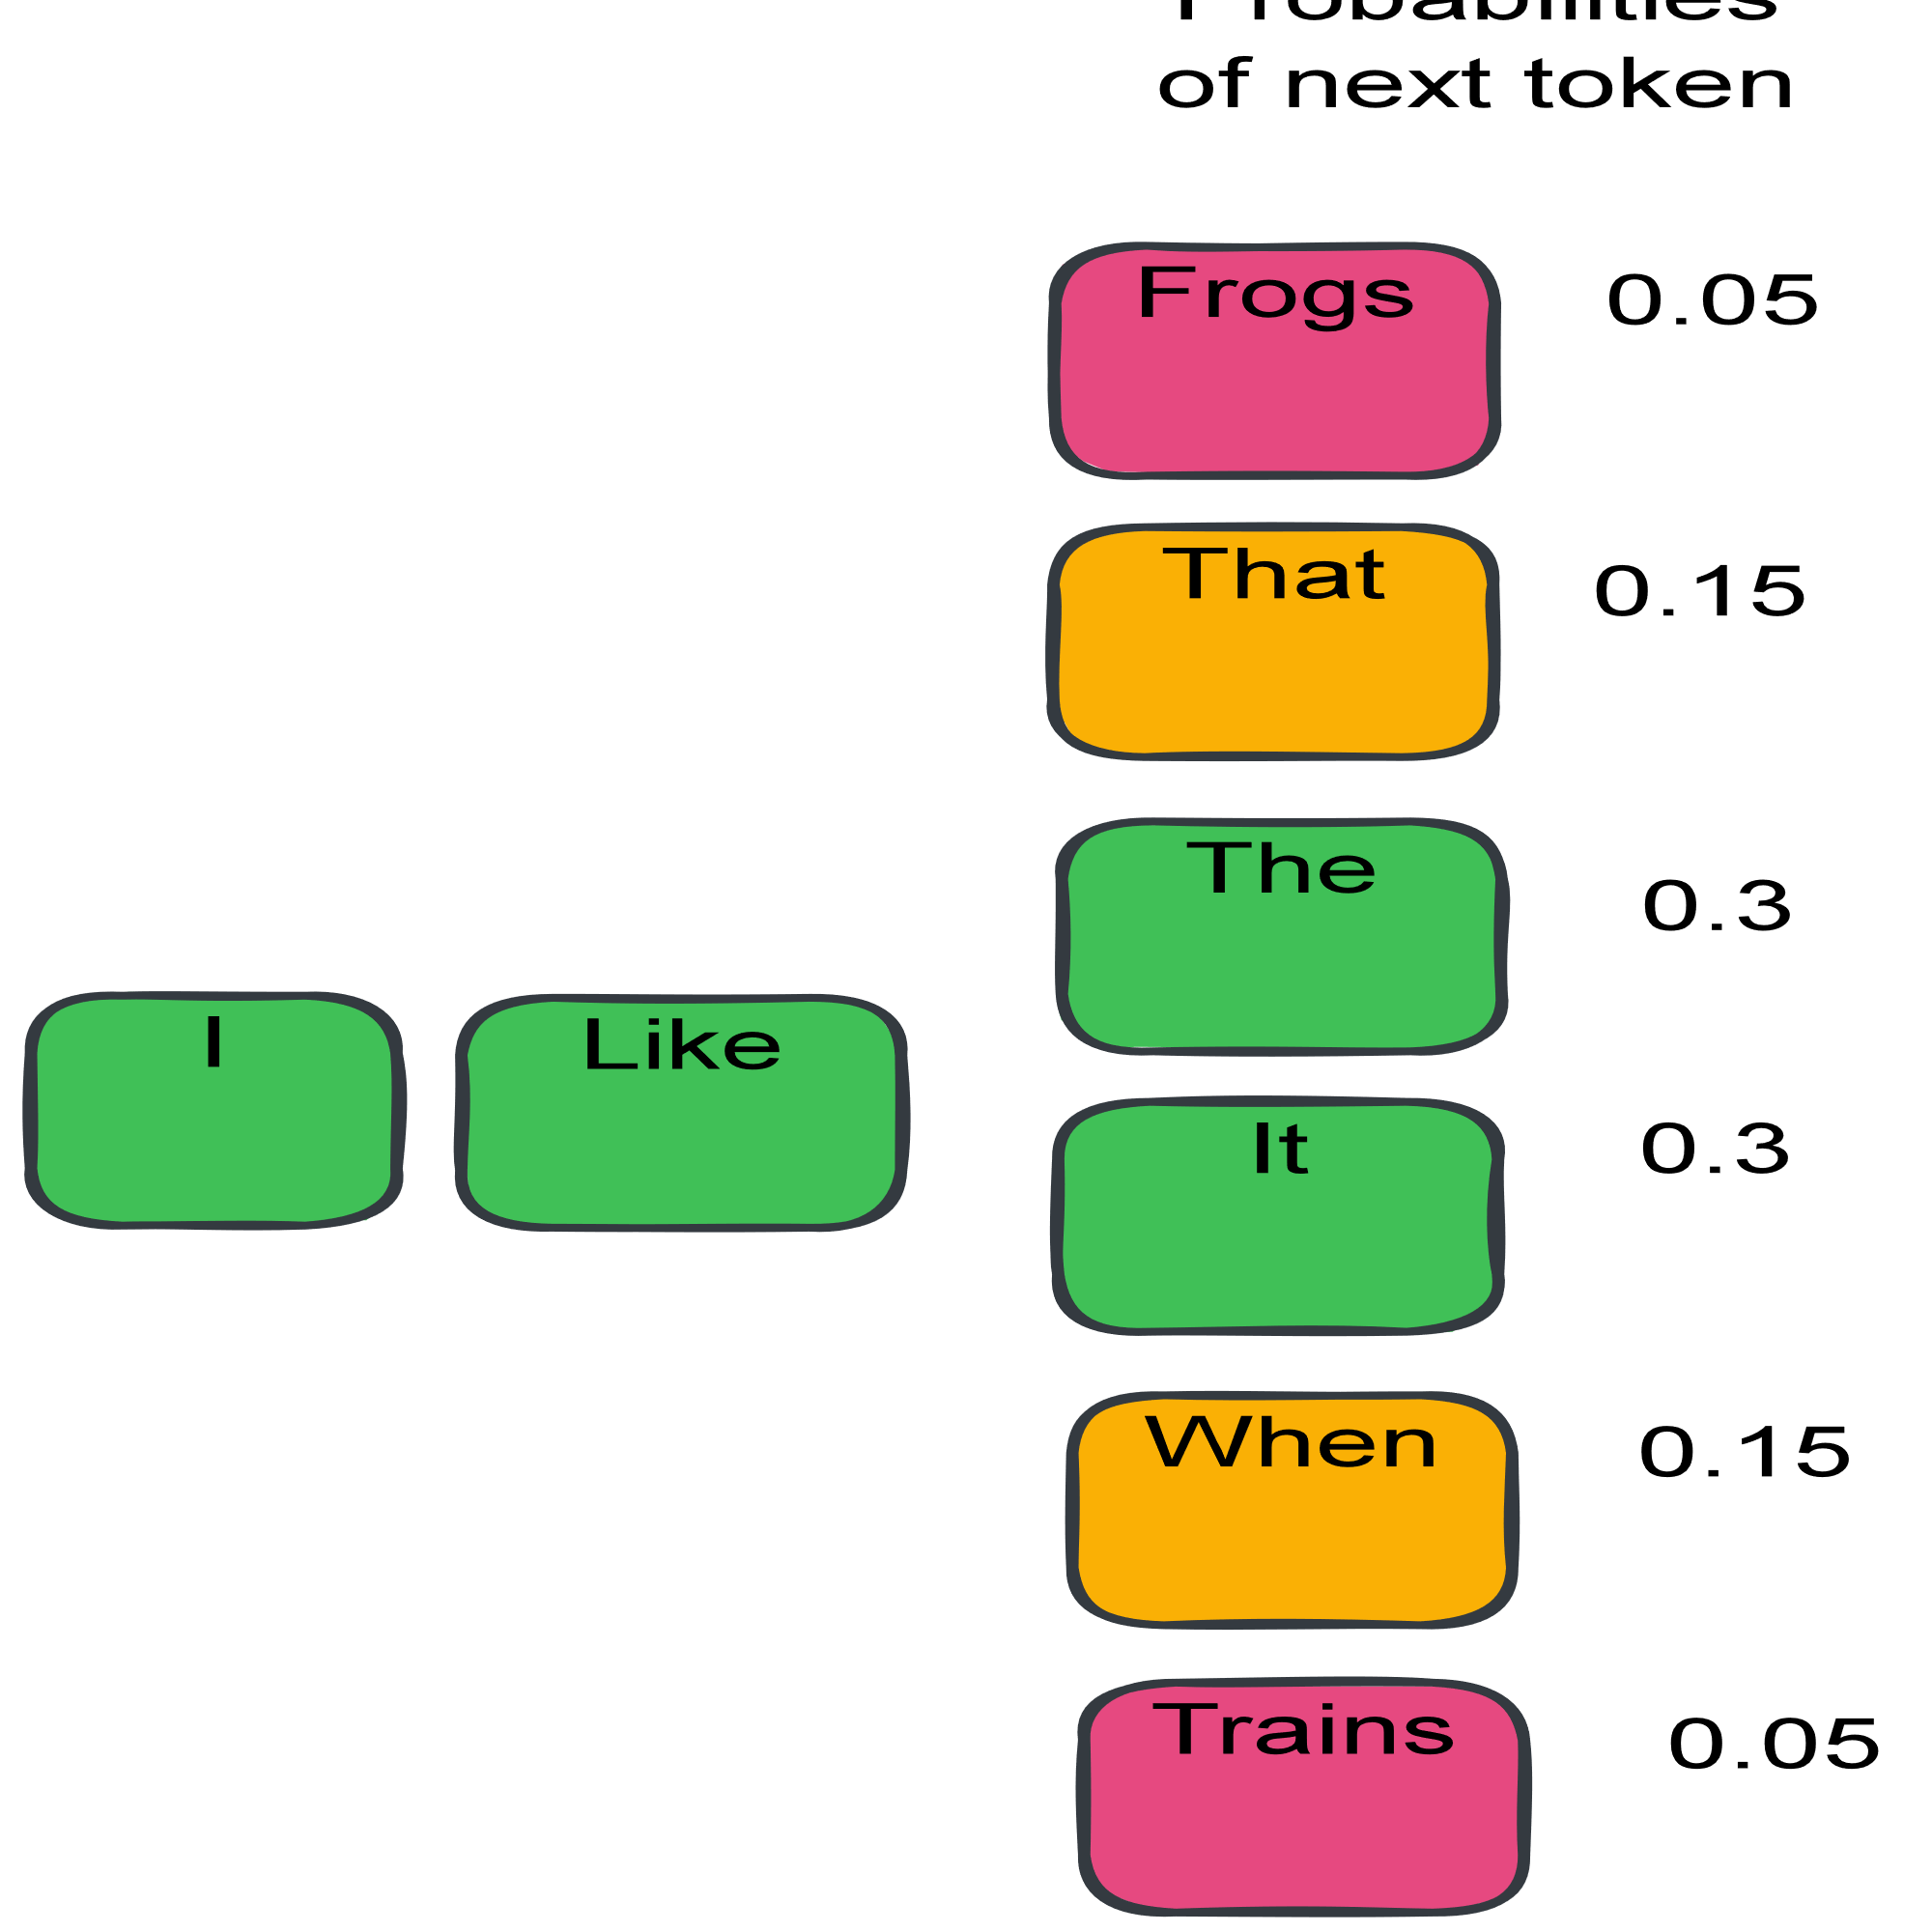 Probabilities
of next token
Frogs 0.05
That 0.15
The 0.3
I Like
It 0.3
When 0.15
Trains 0.05